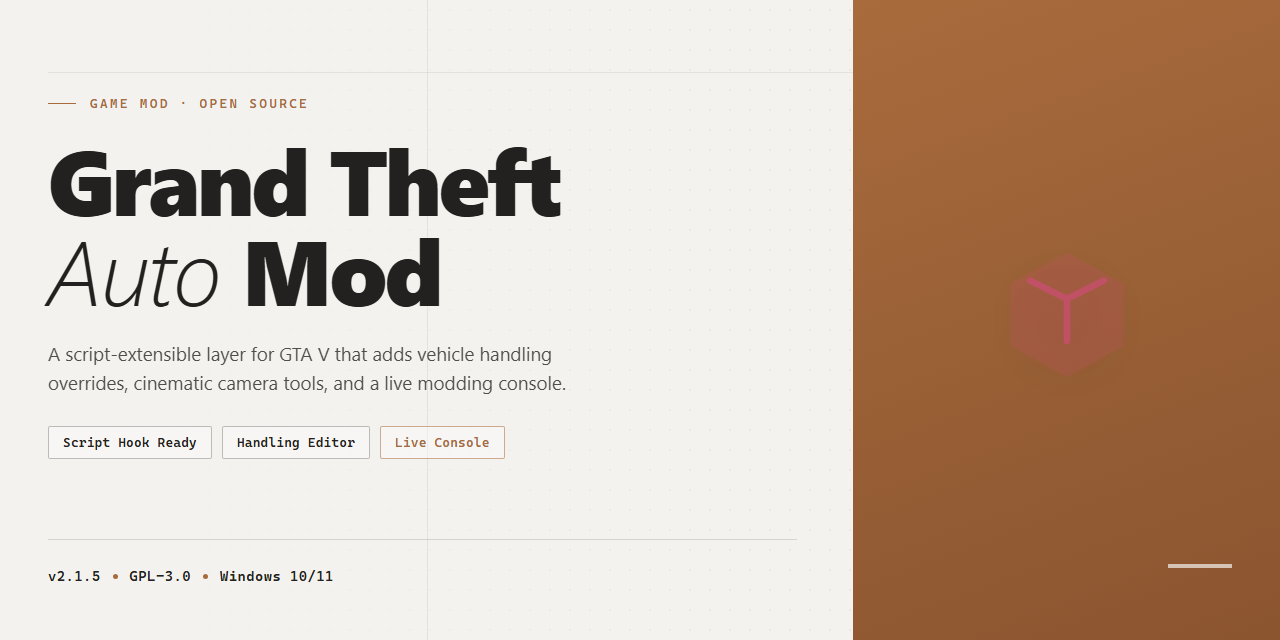 GAME MOD · OPEN SOURCE
Grand Theft
Auto Mod
A script-extensible layer for GTA V that adds vehicle handling
overrides, cinematic camera tools, and a live modding console.
Script Hook Ready Handling Editor Live Console
v2.1.5 • GPL-3.0 • Windows 10/11